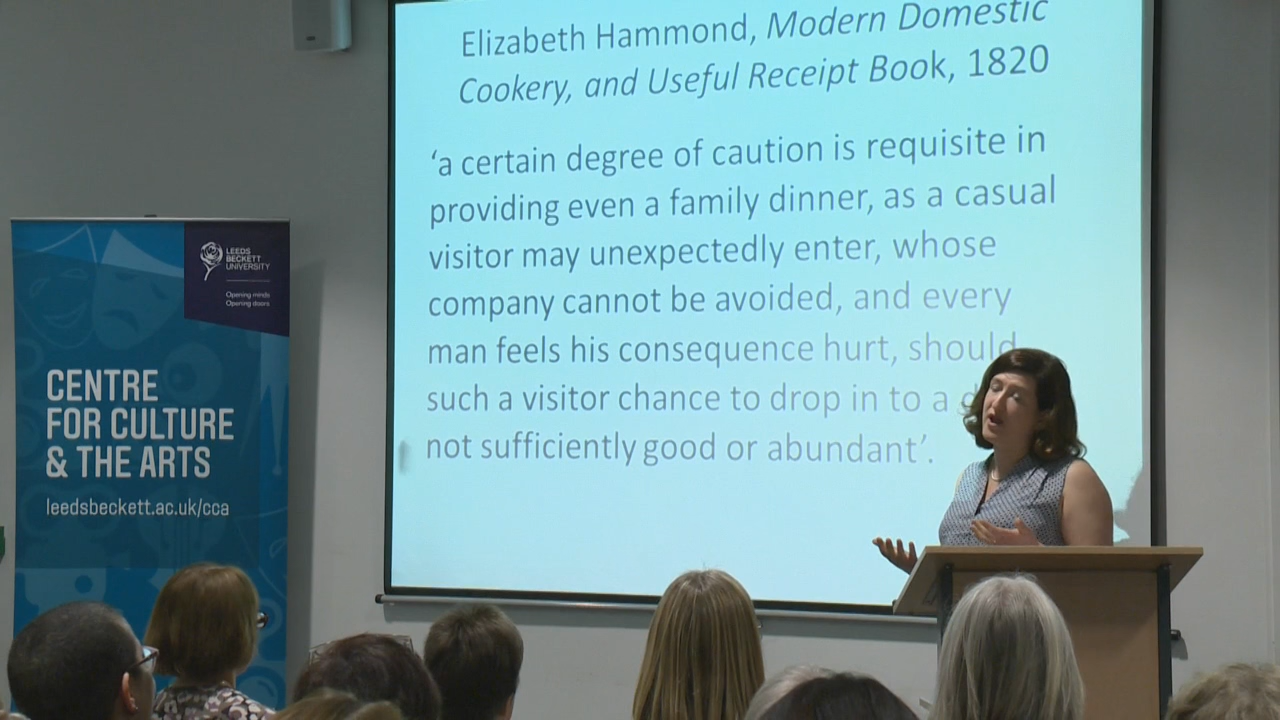 Elizabeth Hammond, Modern Domestic
Cookery, and Useful Receipt Book, 1820
‘a certain degree of caution is requisite in
providing even a family dinner, as a casual
visitor may unexpectedly enter, whose
company cannot be avoided, and every
man feels his consequence hurt, should
such a visitor chance to drop in to a
not sufficiently good or abundant’.
LEEDS
BECKETT
UNIVERSITY
Opening minds
Opening doors
CENTRE
FOR CULTURE
& THE ARTS
leedsbeckett.ac.uk/cca